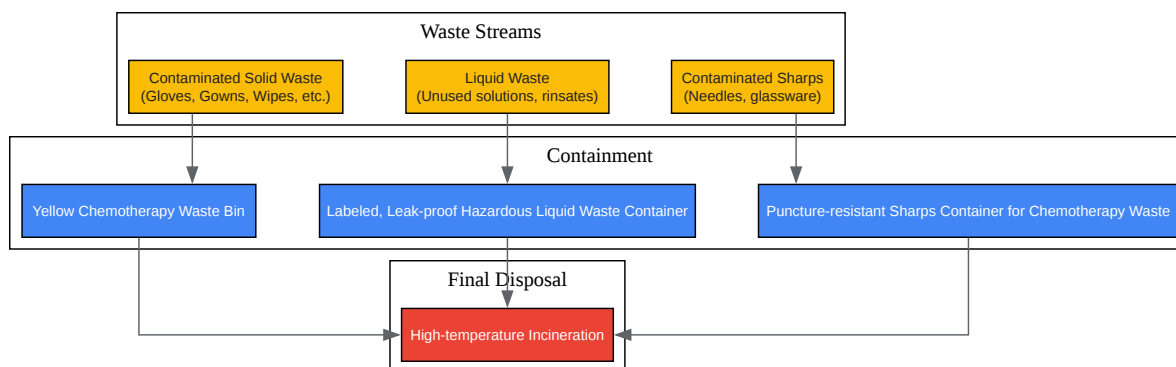 Waste Streams
Contaminated Solid Waste
(Gloves, Gowns, Wipes, etc.)
Liquid Waste
(Unused solutions, rinsates)
Contaminated Sharps
(Needles, glassware)
Containment
Yellow Chemotherapy Waste Bin
Labeled, Leak-proof Hazardous Liquid Waste Container
Puncture-resistant Sharps Container for Chemotherapy Waste
Final Disposal
High-temperature Incineration